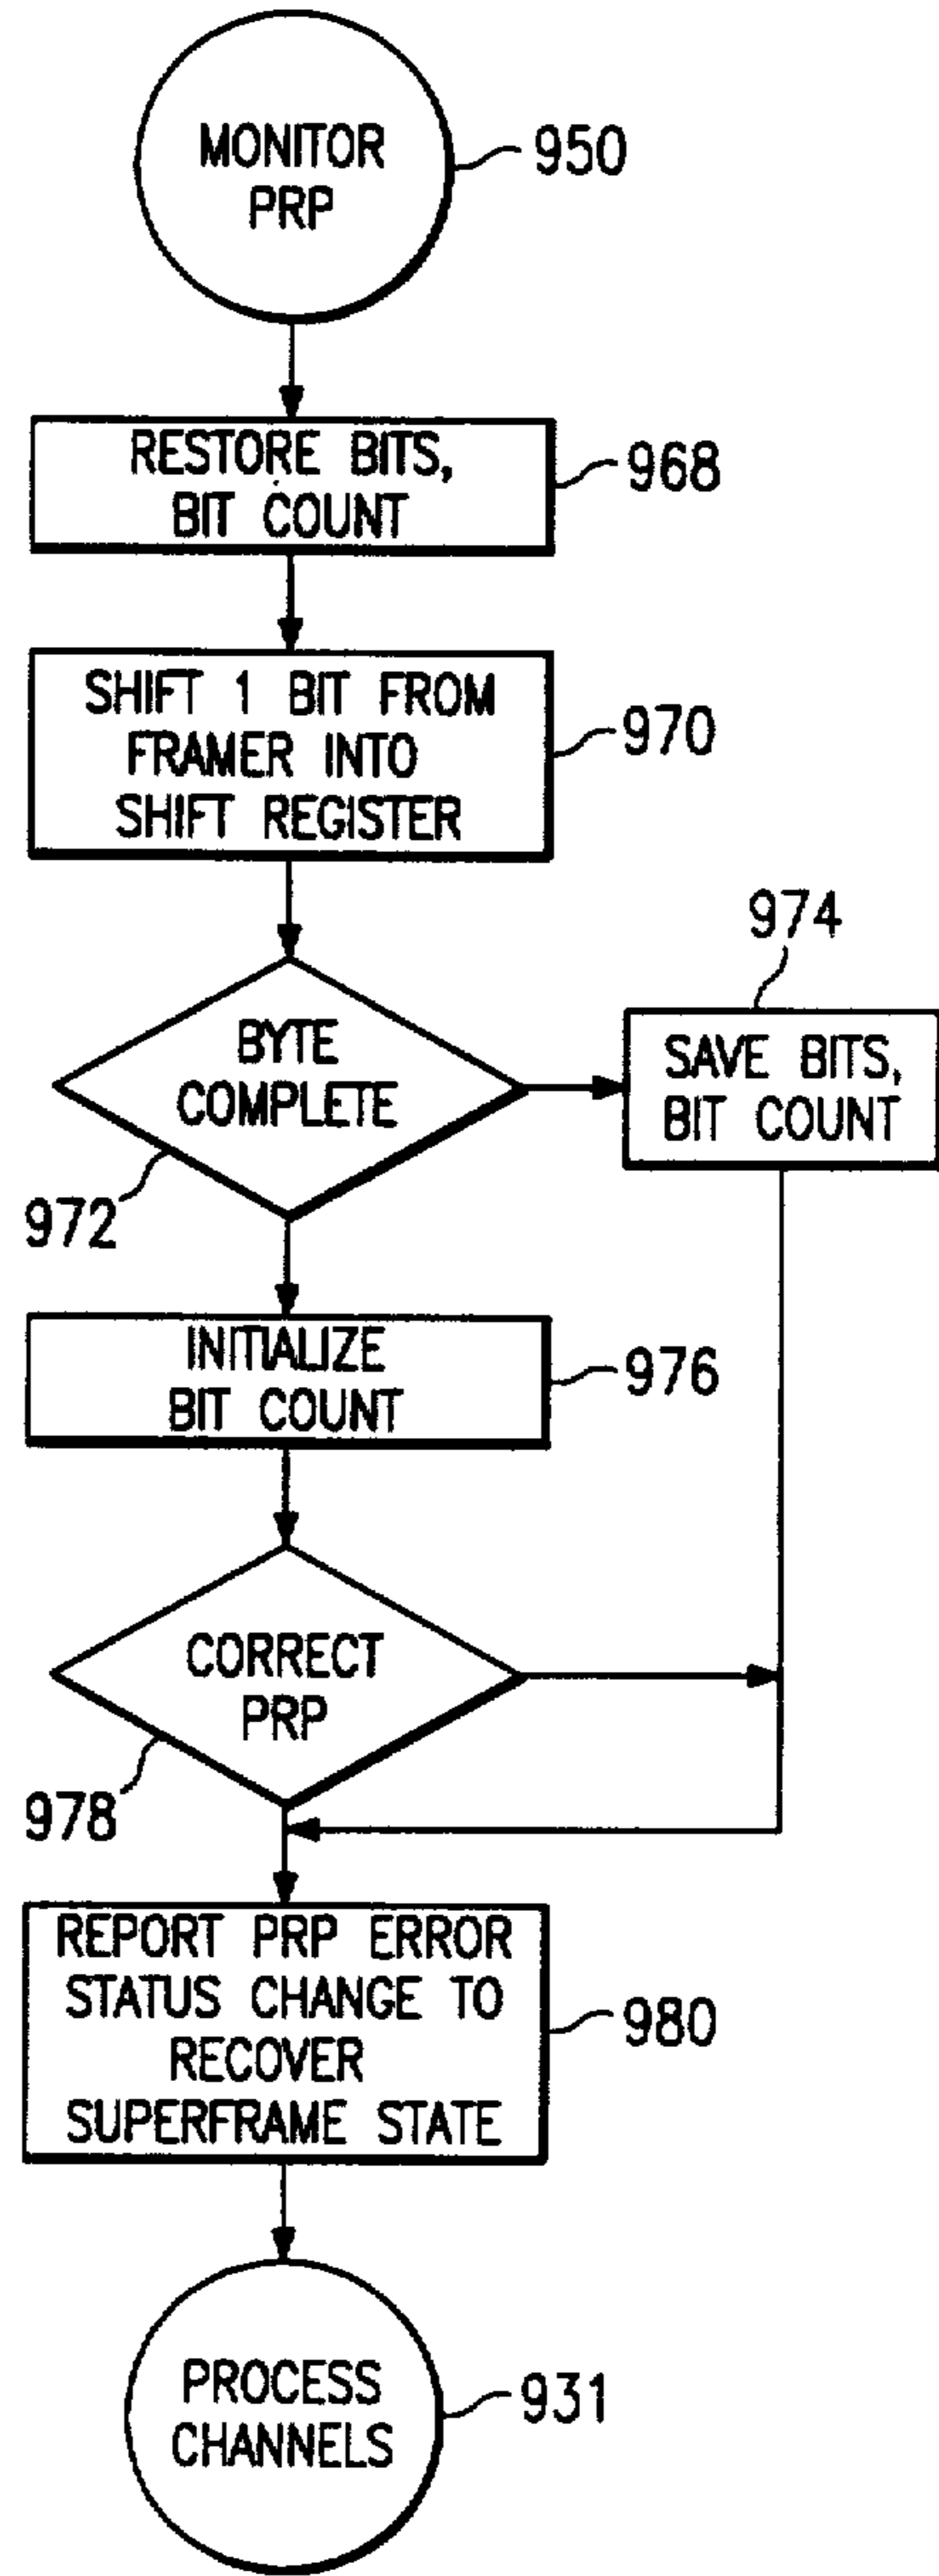 MONITOR
PRP
950
RESTORE BITS,
BIT COUNT
968
SHIFT 1 BIT FROM
FRAMER INTO
SHIFT REGISTER
970
974
BYTE
COMPLETE
SAVE BITS,
BIT COUNT
972
INITIALIZE
BIT COUNT
976
CORRECT
PRP
978
REPORT PRP ERROR
STATUS CHANGE TO
RECOVER
SUPERFRAME STATE
980
PROCESS
CHANNELS
931